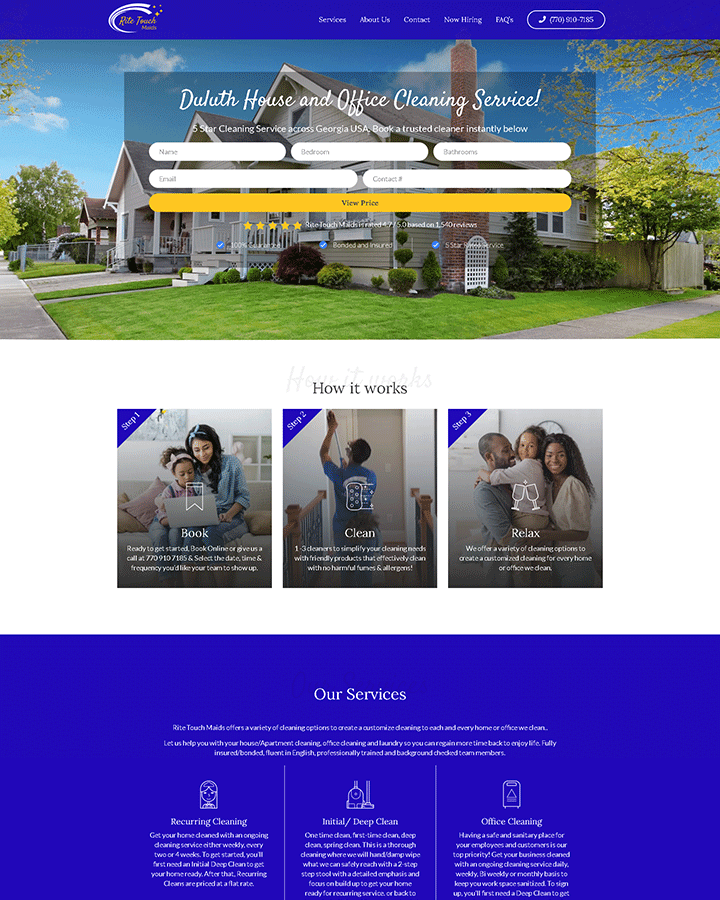 Rite Touch
Maids
Services About Us Contact Now Hiring FAQ's (770) 910-7185
Duluth House and Office Cleaning Service!
5 Star Cleaning Service across Georgia USA, Book a trusted cleaner instantly below
Name Bedroom Bathrooms
Email Contact #
View Price
Rite Touch Maids is rated 4.7 / 5.0 based on 1,540 reviews
100% Guarantee Bonded and Insured 5 Star Rated Service
How it works
How it works
Step 1
Book
Ready to get started, Book Online or give us a
call at 770 910 7185 & Select the date, time &
frequency you'd like your team to show up.
Step 2
Clean
1 -3 cleaners to simplify your cleaning needs
with friendly products that effectively clean
with no harmful fumes & allergens!
Step 3
Relax
We offer a variety of cleaning options to
create a customized cleaning for every home
or office we clean.
Our Services
Rite Touch Maids offers a variety of cleaning options to create a customize cleaning to each and every home or office we clean..
Let us help you with your house/Apartment cleaning, office cleaning and laundry so you can regain more time back to enjoy life. Fully
insured/bonded, fluent in English, professionally trained and background checked team members.
Recurring Cleaning
Get your home cleaned with an ongoing
cleaning service either weekly, every
two or 4 weeks. To get started, you'll
first need an Initial Deep Clean to get
your home ready. After that, Recurring
Cleans are priced at a flat rate.
Initial/ Deep Clean
One time clean, first-time clean, deep
clean, spring clean. This is a thorough
cleaning where we will hand/damp wipe
what we can safely reach with a 2-step
step stool with a detailed emphasis and
focus on build up to get your home
ready for recurring service. or back to
Office Cleaning
Having a safe and sanitary place for
your employees and customers is our
top priority! Get your business cleaned
with an ongoing cleaning service daily,
weekly, Bi weekly or monthly basis to
keep you work space sanitized. To sign
up, you'll first need a Deep Clean to get